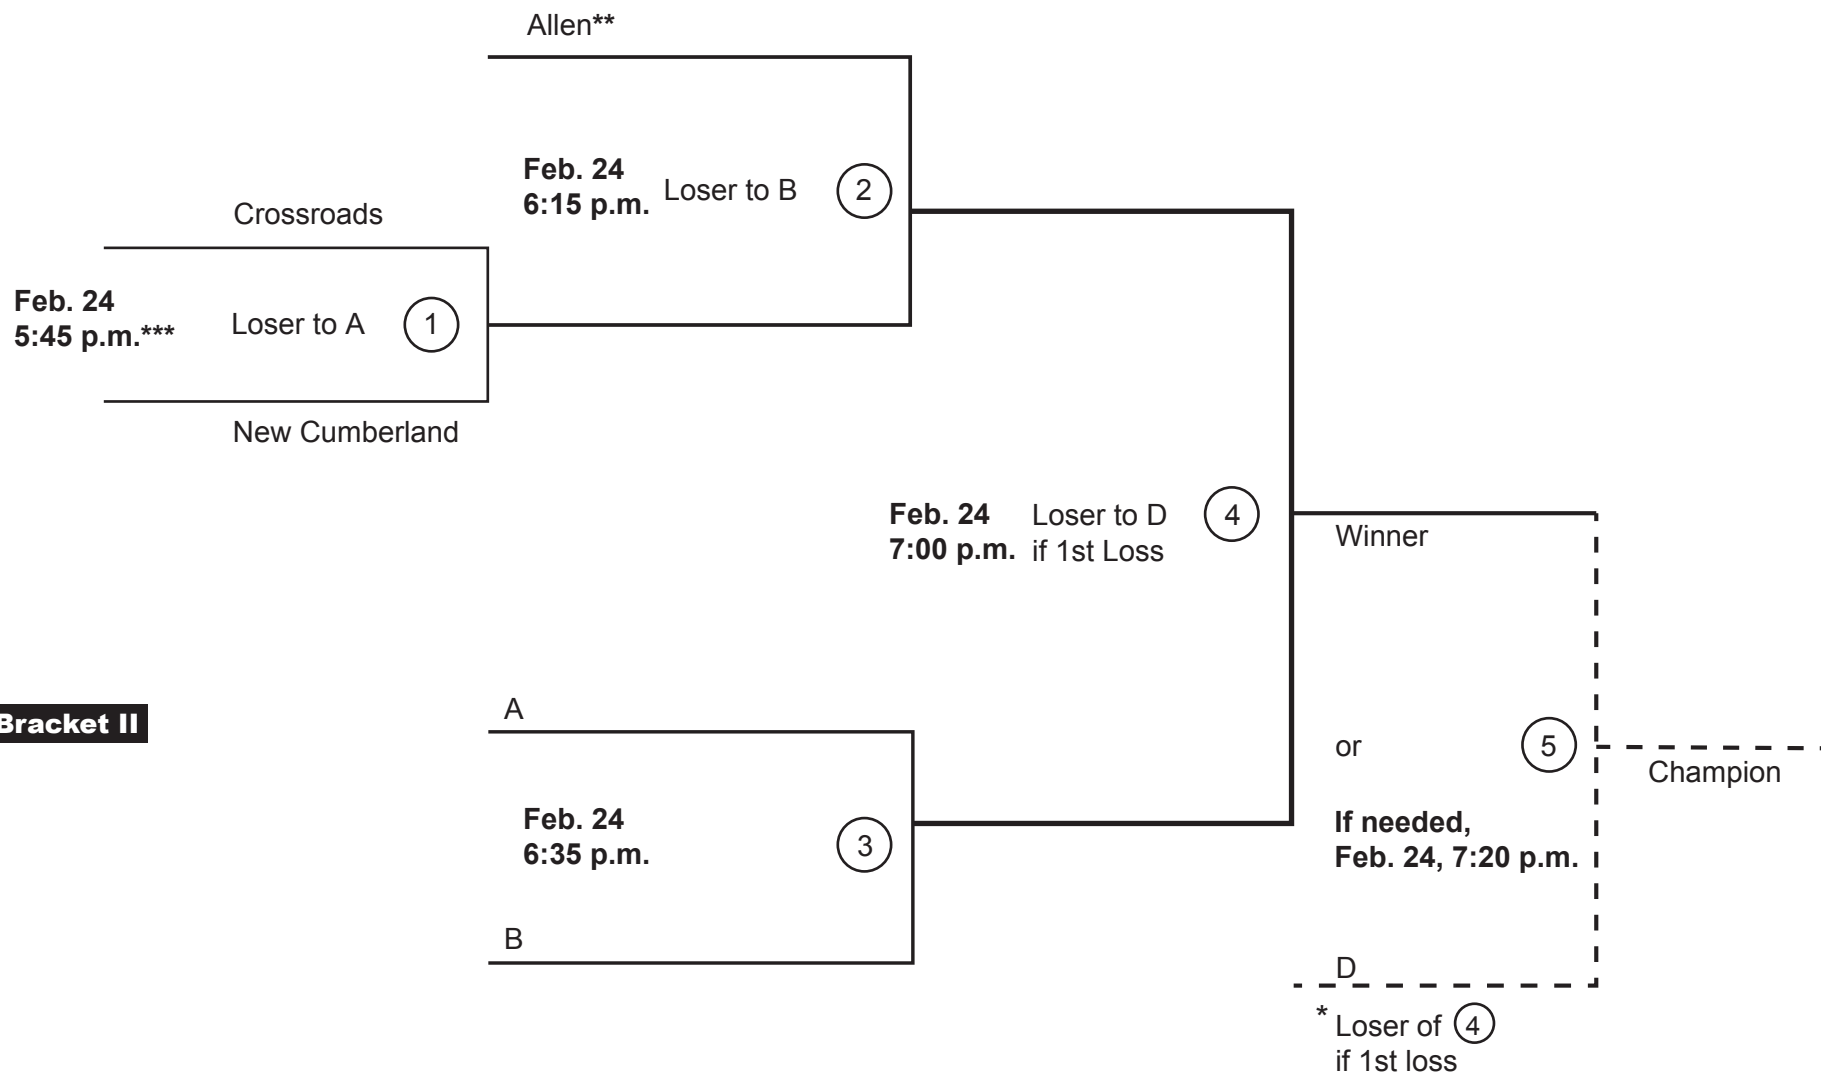 Allen**
Feb. 24
6:15 p.m.
Loser to B
2
Crossroads
Feb. 24
5:45 p.m.***
Loser to A
1
New Cumberland
Feb. 24
7:00 p.m.
Loser to D
if 1st Loss
4
Winner
Bracket II
A
Feb. 24
6:35 p.m.
3
B
or
5
Champion
If needed,
Feb. 24, 7:20 p.m.
D
* Loser of 4
if 1st loss